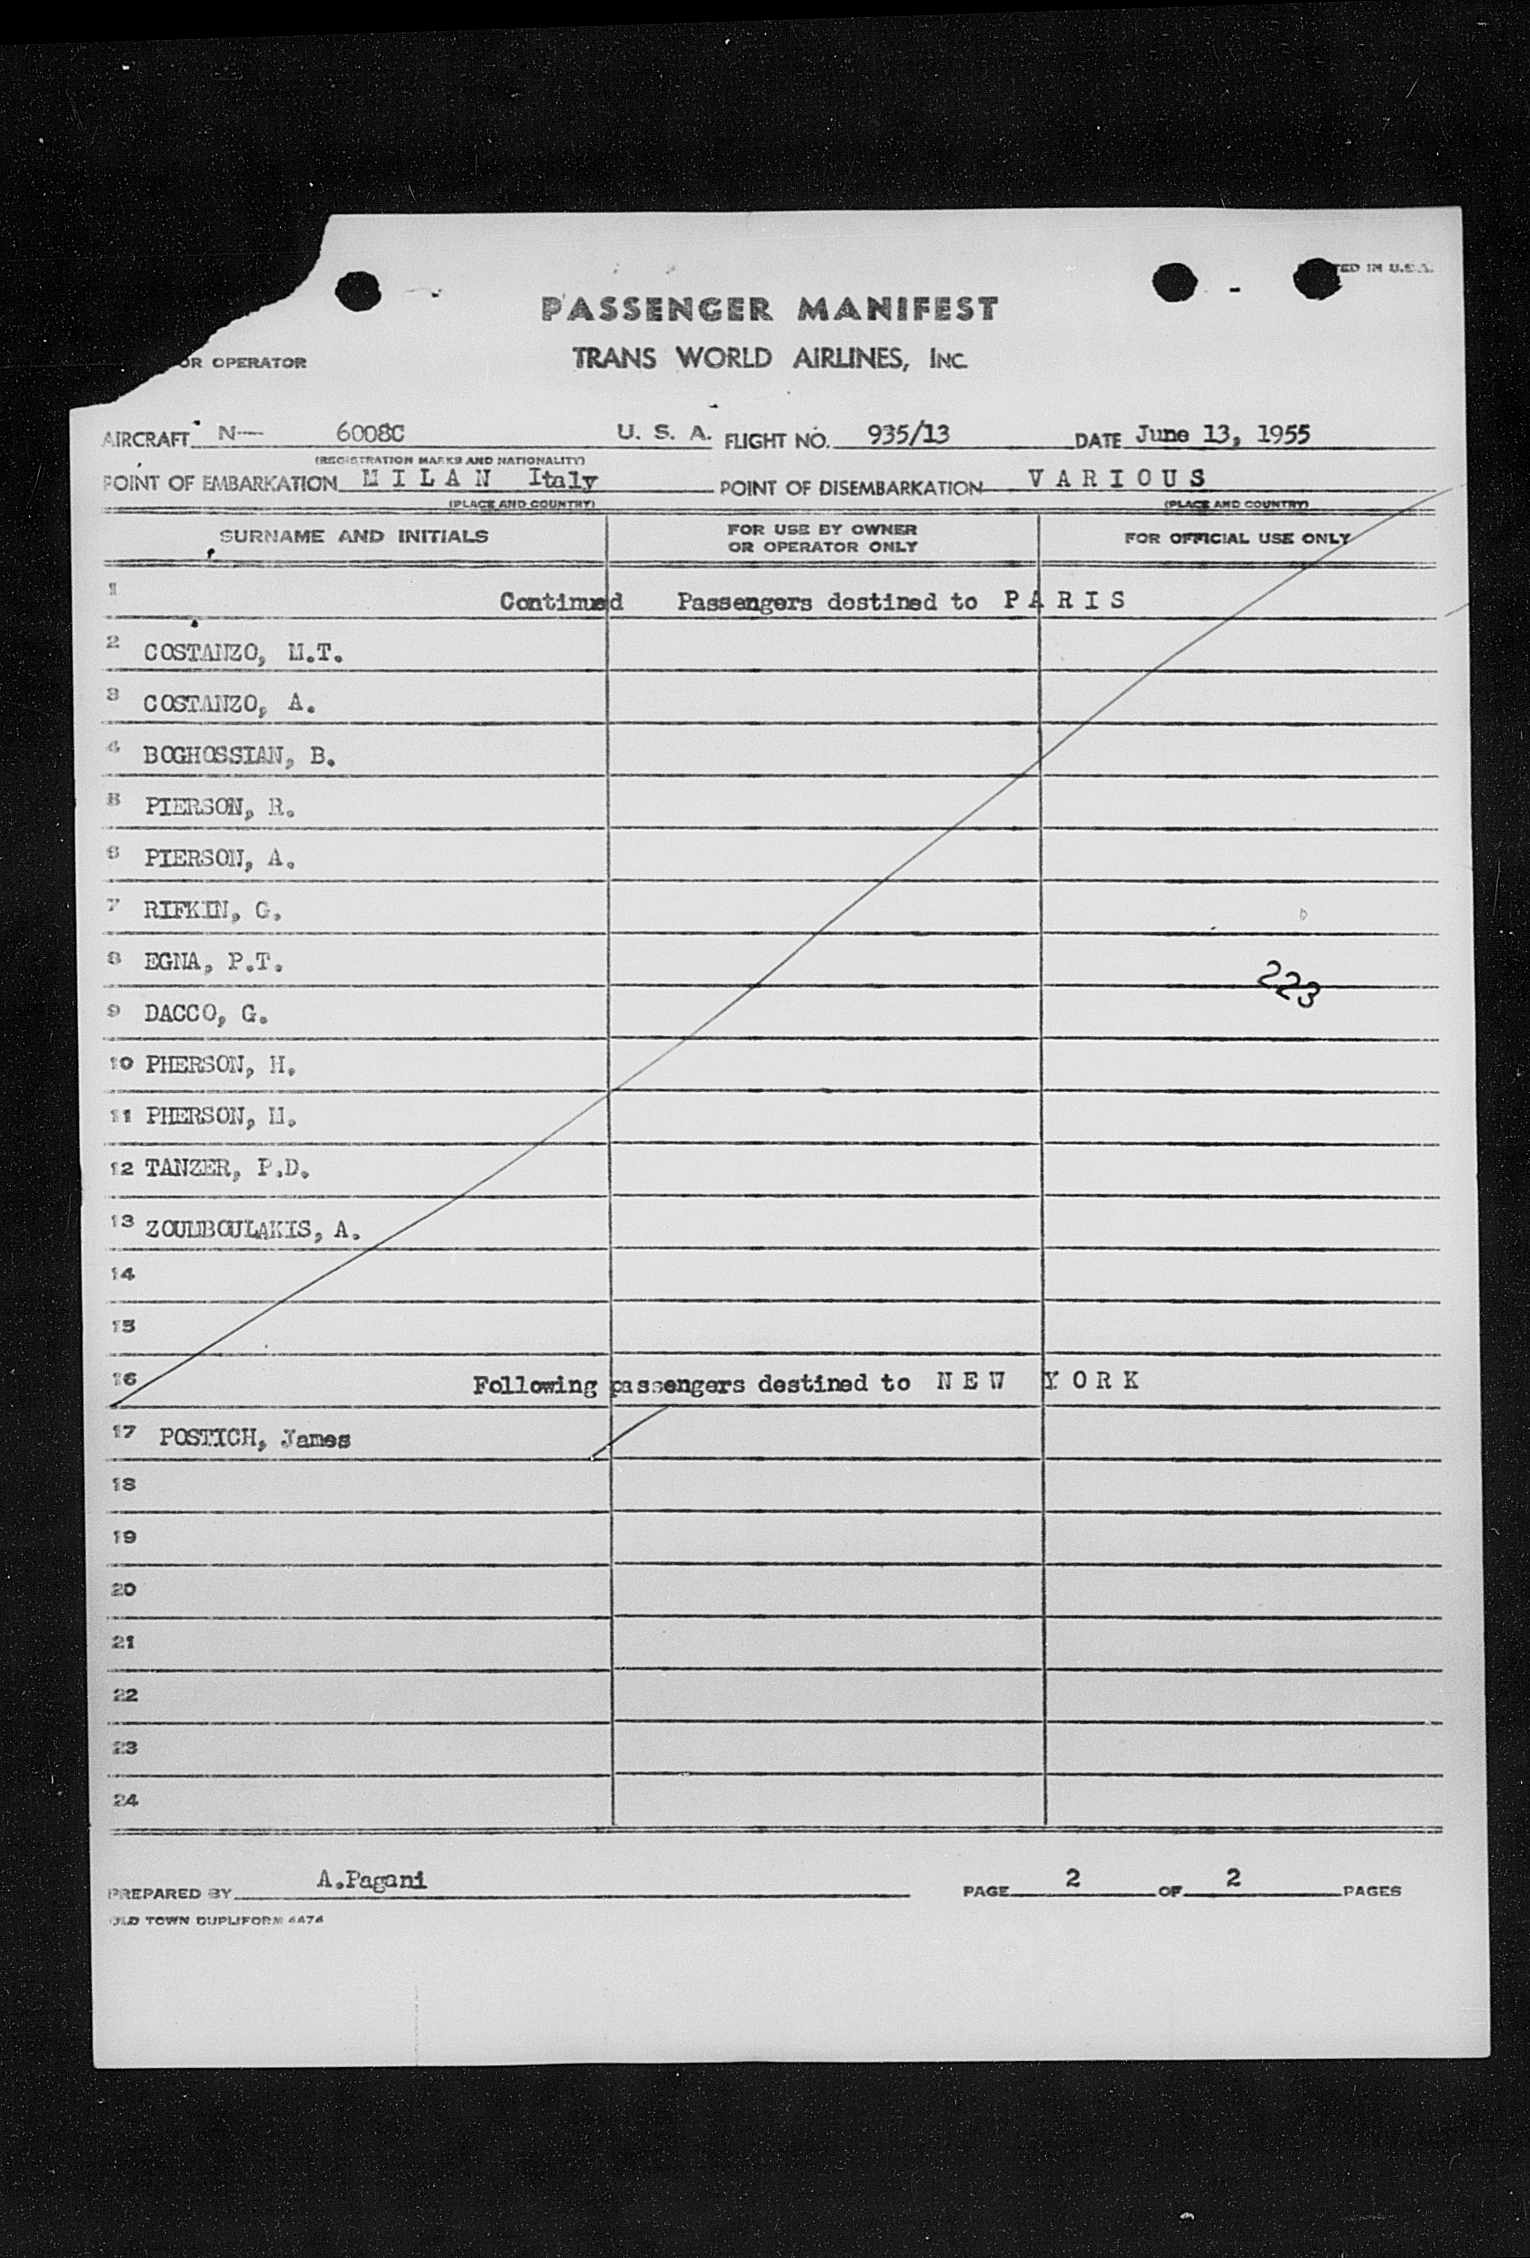 TED IN U.S.A.
PASSENGER MANIFEST
OR OPERATOR
TRANS WORLD AIRLINES, INC.
AIRCRAFT N— 6008C U. S. A. FLIGHT NO. 935/13 DATE June 13, 1955
(REGISTRATION MARKS AND NATIONALITY)
POINT OF EMBARKATION M I L A N Italy POINT OF DISEMBARKATION V A R I O U S
(PLACE AND COUNTRY) (PLACE AND COUNTRY)
SURNAME AND INITIALS FOR USE BY OWNER OR OPERATOR ONLY FOR OFFICIAL USE ONLY
1 Continued Passengers destined to P A R I S
2 COSTANZO, M.T.
3 COSTANZO, A.
4 BOGHOSSIAN, B.
5 PIERSON, R.
6 PIERSON, A.
7 RIFKIN, G.
8 EGNA, P.T.
223
9 DACCO, G.
10 PHERSON, H.
11 PHERSON, M.
12 TANZER, P.D.
13 ZOUMBOULAKIS, A.
14
15
16 Following passengers destined to N E W Y O R K
17 POSTICH, James
18
19
20
21
22
23
24
PREPARED BY A.Pagani PAGE 2 OF 2 PAGES
OLD TOWN DUPLIFORM 6474